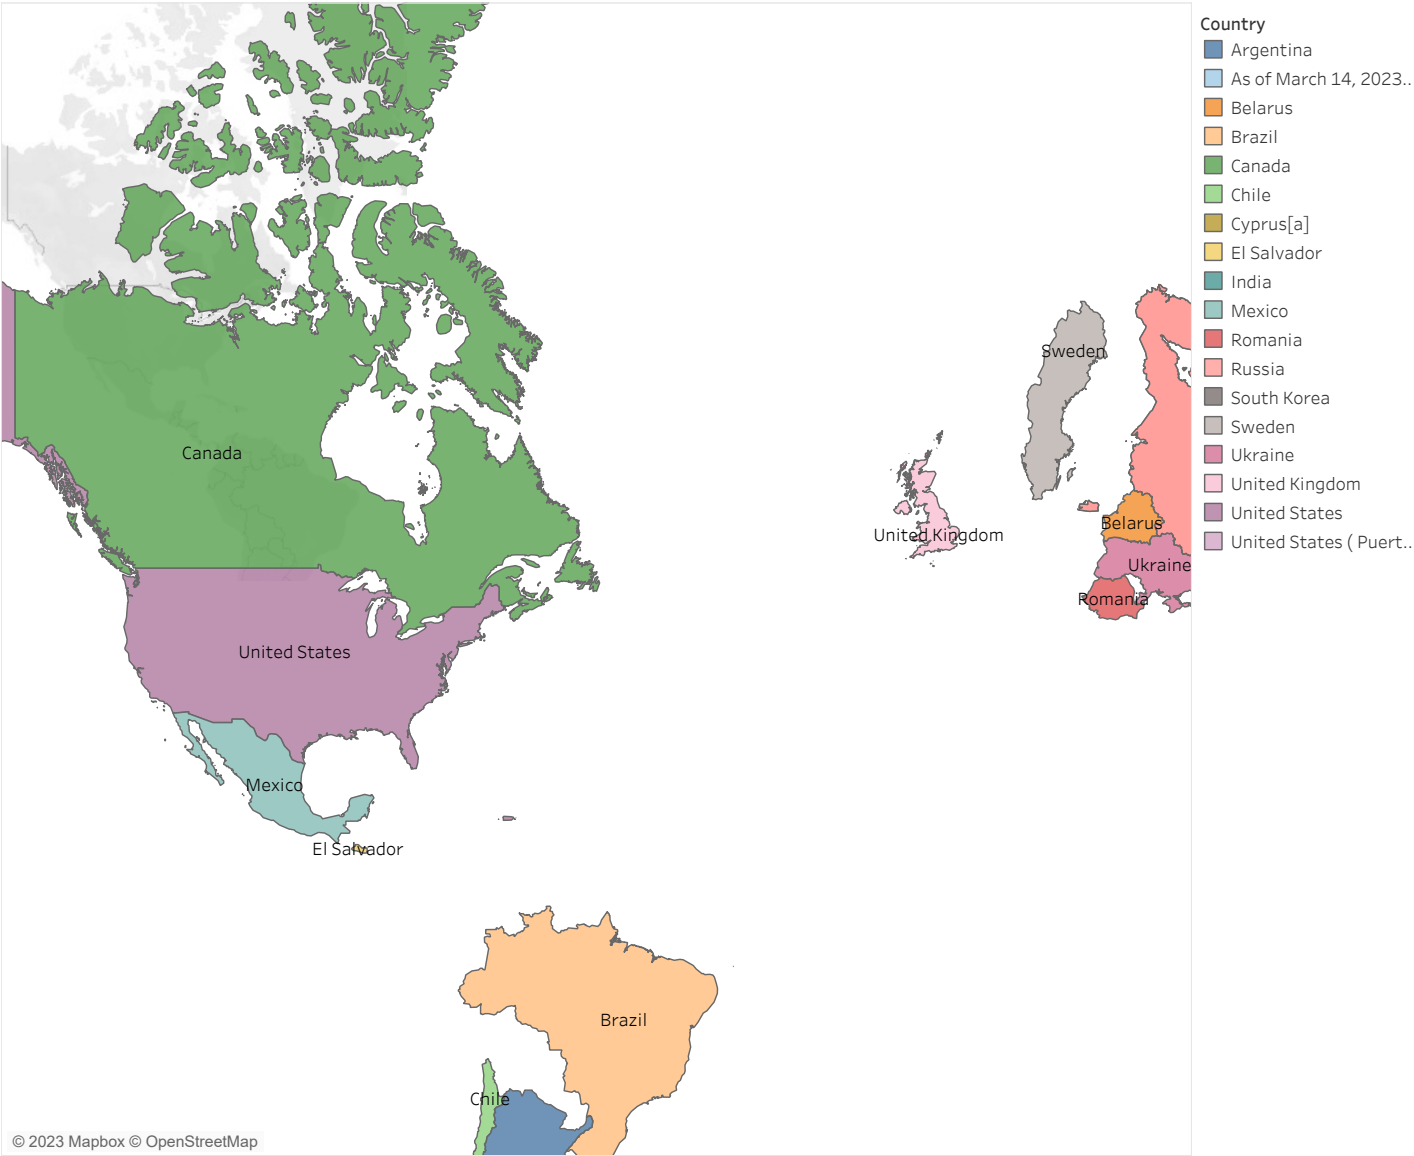 Canada
United States
Mexico
El Salvador
Brazil
Chile
Sweden
United Kingdom
Belarus
Ukraine
Romania
© 2023 Mapbox © OpenStreetMap
Country
Argentina
As of March 14, 2023..
Belarus
Brazil
Canada
Chile
Cyprus[a]
El Salvador
India
Mexico
Romania
Russia
South Korea
Sweden
Ukraine
United Kingdom
United States
United States ( Puert..